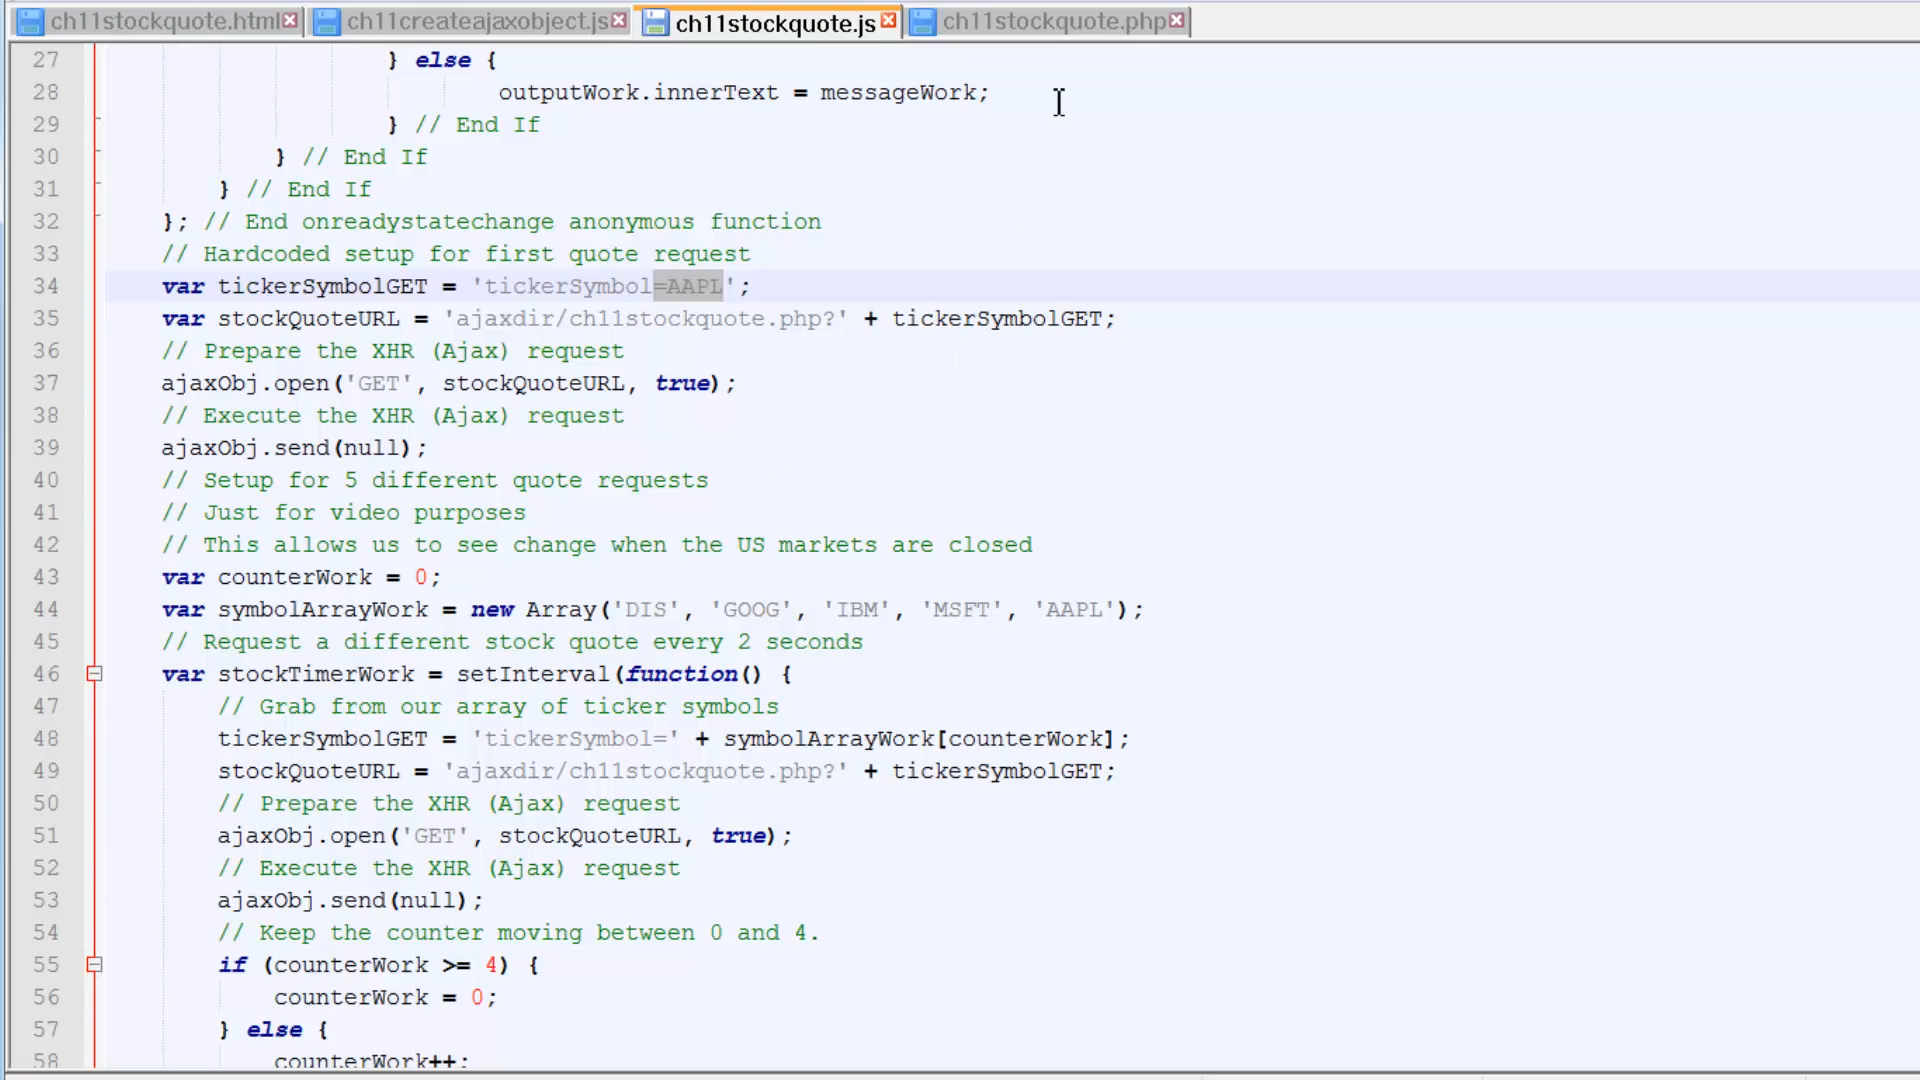 ch11stockquote.html ch11createajaxobject.js ch11stockquote.js ch11stockquote.php
27 } else {
28 outputWork.innerText = messageWork;
29 } // End If
30 } // End If
31 } // End If
32 }; // End onreadystatechange anonymous function
33 // Hardcoded setup for first quote request
34 var tickerSymbolGET = 'tickerSymbol=AAPL';
35 var stockQuoteURL = 'ajaxdir/ch11stockquote.php?' + tickerSymbolGET;
36 // Prepare the XHR (Ajax) request
37 ajaxObj.open('GET', stockQuoteURL, true);
38 // Execute the XHR (Ajax) request
39 ajaxObj.send(null);
40 // Setup for 5 different quote requests
41 // Just for video purposes
42 // This allows us to see change when the US markets are closed
43 var counterWork = 0;
44 var symbolArrayWork = new Array('DIS', 'GOOG', 'IBM', 'MSFT', 'AAPL');
45 // Request a different stock quote every 2 seconds
46 var stockTimerWork = setInterval(function() {
47 // Grab from our array of ticker symbols
48 tickerSymbolGET = 'tickerSymbol=' + symbolArrayWork[counterWork];
49 stockQuoteURL = 'ajaxdir/ch11stockquote.php?' + tickerSymbolGET;
50 // Prepare the XHR (Ajax) request
51 ajaxObj.open('GET', stockQuoteURL, true);
52 // Execute the XHR (Ajax) request
53 ajaxObj.send(null);
54 // Keep the counter moving between 0 and 4.
55 if (counterWork >= 4) {
56 counterWork = 0;
57 } else {
58 counterWork++;